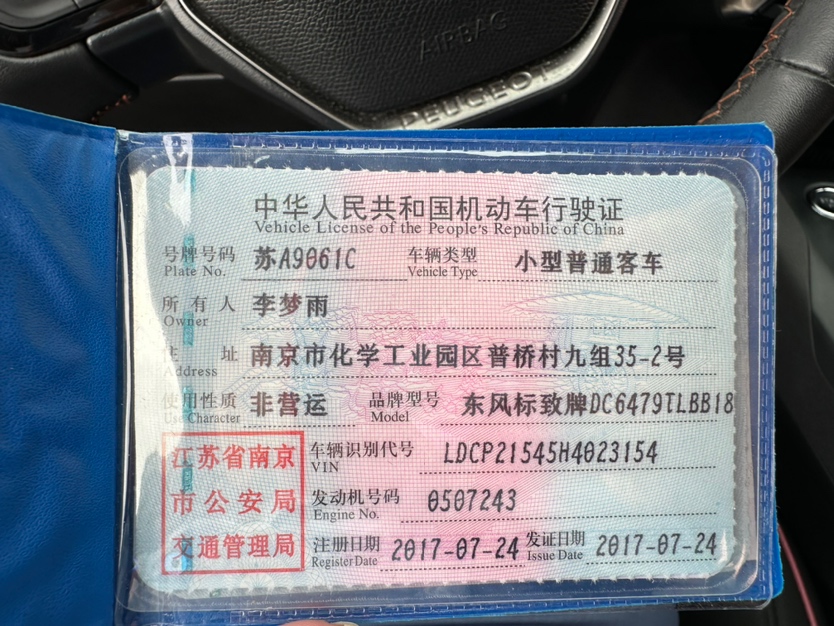 AIRBAG
PEUGEOT
中华人民共和国机动车行驶证
Vehicle License of the People's Republic of China
号牌号码 苏A9061C 车辆类型 小型普通客车
Plate No. Vehicle Type
所有人 李梦雨
Owner
住址 南京市化学工业园区普桥村九组35-2号
Address
使用性质 非营运 品牌型号 东风标致牌DC6479TLBB18
Use Character Model
江苏省南京
市公安局
交通管理局
车辆识别代号 LDCP21545H4023154
VIN
发动机号码 0507243
Engine No.
注册日期 2017-07-24 发证日期 2017-07-24
Register Date Issue Date